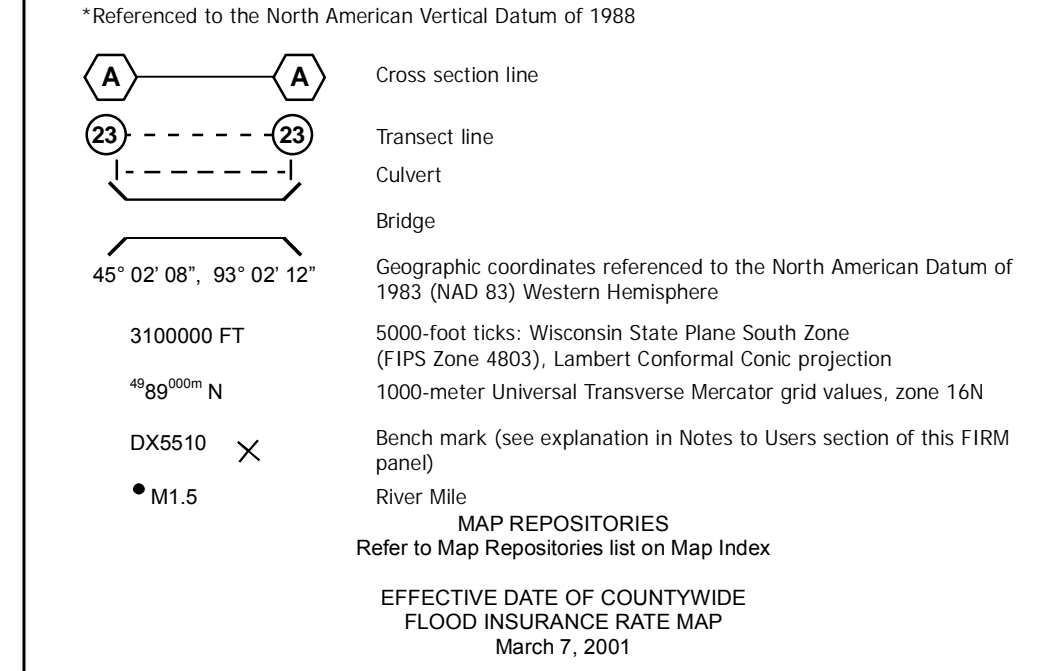 *Referenced to the North American Vertical Datum of 1988
A A Cross section line
23 23 Transect line
Culvert
Bridge
45° 02’ 08”, 93° 02’ 12” Geographic coordinates referenced to the North American Datum of
1983 (NAD 83) Western Hemisphere
3100000 FT 5000-foot ticks: Wisconsin State Plane South Zone
(FIPS Zone 4803), Lambert Conformal Conic projection
4989000m N 1000-meter Universal Transverse Mercator grid values, zone 16N
DX5510 Bench mark (see explanation in Notes to Users section of this FIRM
panel)
M1.5 River Mile
MAP REPOSITORIES
Refer to Map Repositories list on Map Index
EFFECTIVE DATE OF COUNTYWIDE
FLOOD INSURANCE RATE MAP
March 7, 2001